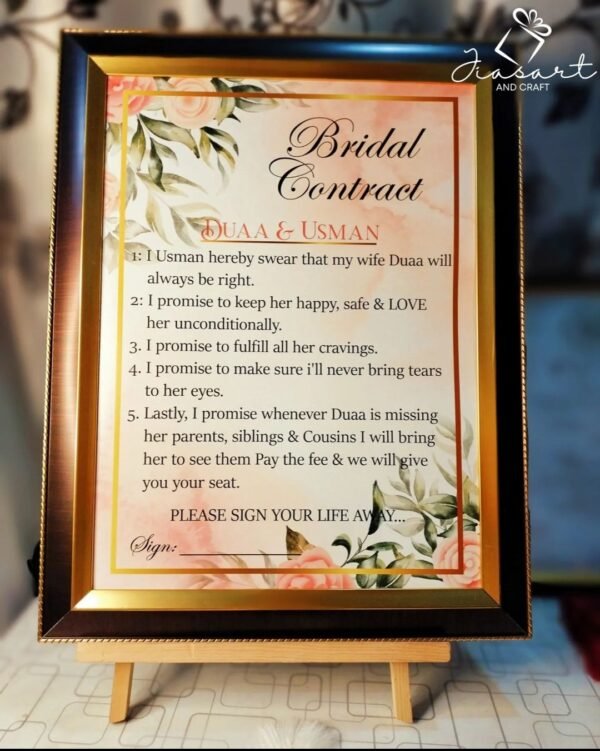 Jiasart
AND CRAFT
Bridal
Contract
DUAA & USMAN
1: I Usman hereby swear that my wife Duaa will
always be right.
2: I promise to keep her happy, safe & LOVE
her unconditionally.
3. I promise to fulfill all her cravings.
4. I promise to make sure i'll never bring tears
to her eyes.
5. Lastly, I promise whenever Duaa is missing
her parents, siblings & Cousins I will bring
her to see them Pay the fee & we will give
you your seat.
PLEASE SIGN YOUR LIFE AWAY...
Sign: